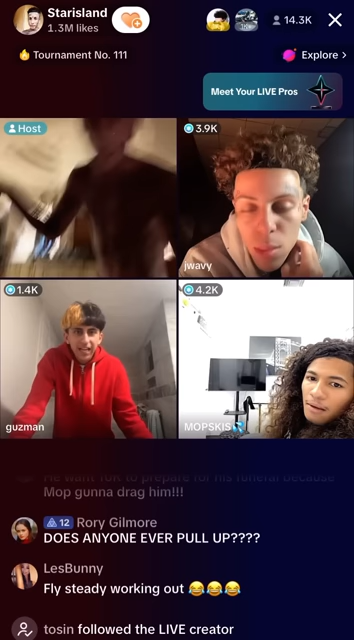 Starisland
1.3M likes
14.3K
Tournament No. 111
Explore >
Meet Your LIVE Pros
Host
3.9K
jwavy
1.4K
4.2K
guzman
MOPSKIS💦
He want 10K to prepare for his funeral because
Mop gunna drag him!!!
12 Rory Gilmore
DOES ANYONE EVER PULL UP????
LesBunny
Fly steady working out 😂😂😂
tosin followed the LIVE creator